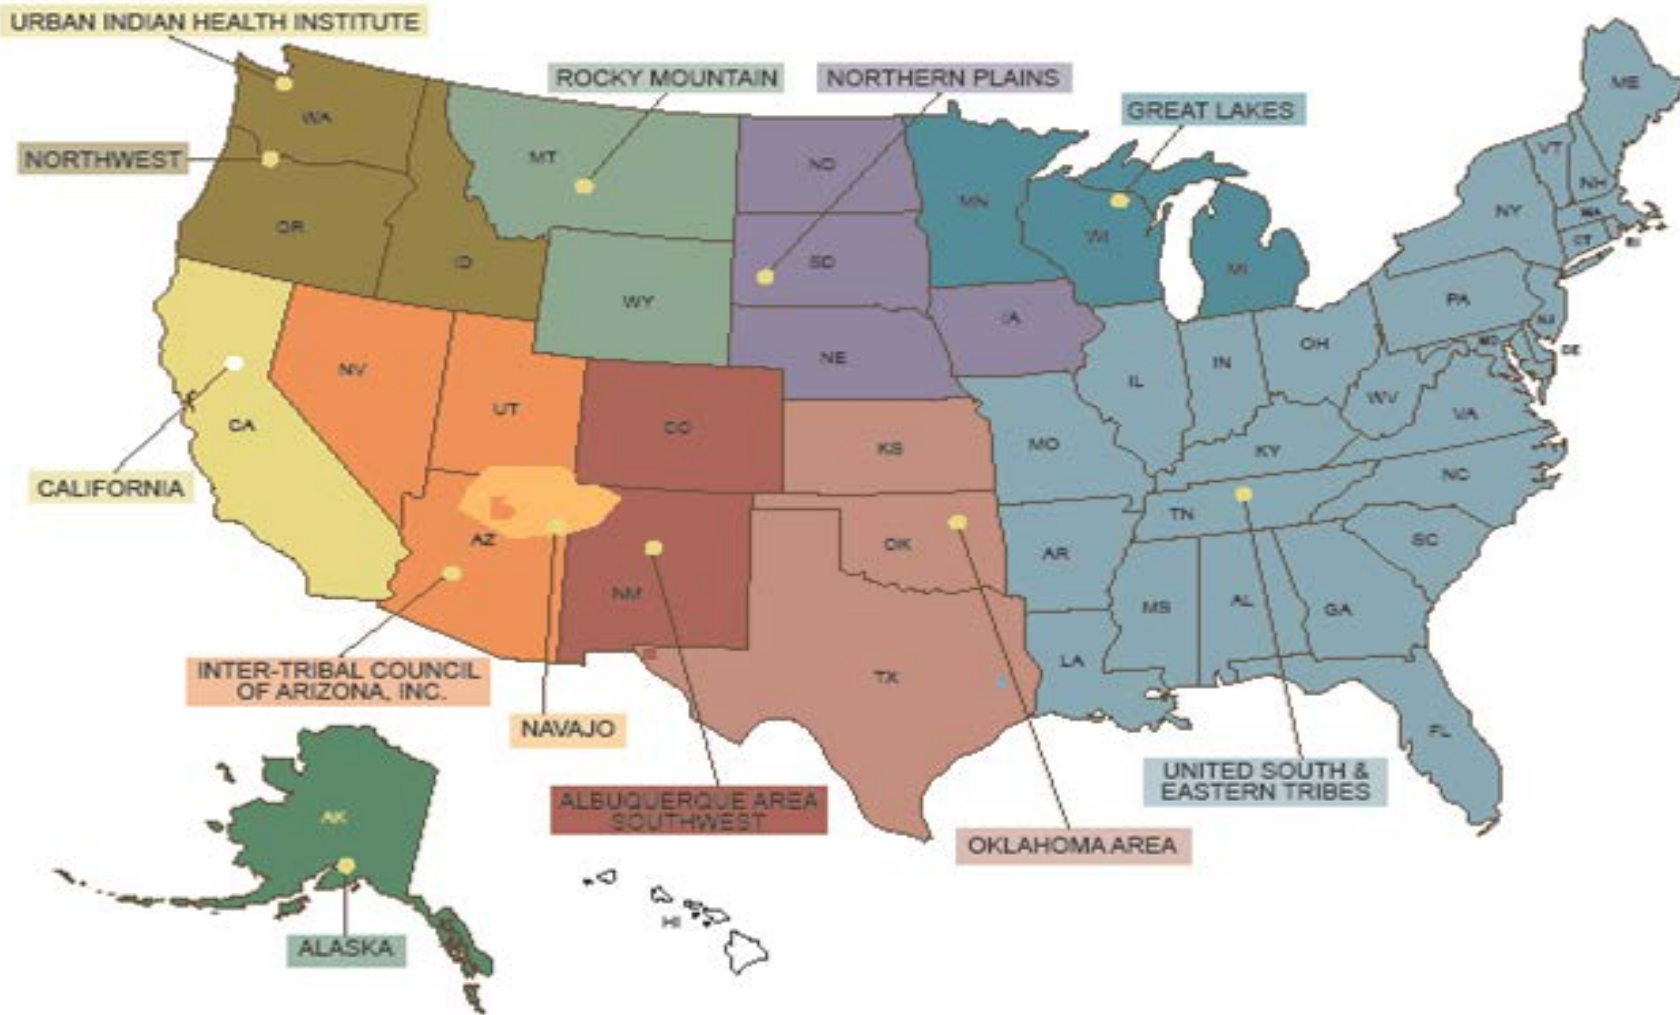 URBAN INDIAN HEALTH INSTITUTE
ROCKY MOUNTAIN
NORTHERN PLAINS
GREAT LAKES
NORTHWEST
ME
WA
MT
ND
MN
VT
NH
NY
MA
CT
RI
OR
ID
SD
WI
MI
WY
PA
IA
NJ
NV
NE
IL
IN
OH
MD
DE
WV
UT
CA
CO
KS
MO
KY
VA
NC
CALIFORNIA
TN
AZ
OK
AR
SC
NM
MS
AL
GA
INTER-TRIBAL COUNCIL
OF ARIZONA, INC.
TX
LA
NAVAJO
FL
UNITED SOUTH &
EASTERN TRIBES
ALBUQUERQUE AREA
SOUTHWEST
AK
OKLAHOMA AREA
HI
ALASKA